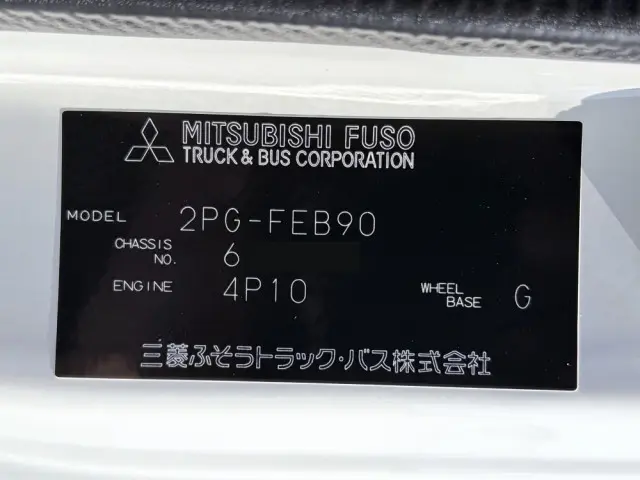 MITSUBISHI FUSO
TRUCK & BUS CORPORATION
MODEL 2PG-FEB90
CHASSIS NO. 6
ENGINE 4P10 WHEEL BASE G
三菱ふそうトラック・バス株式会社